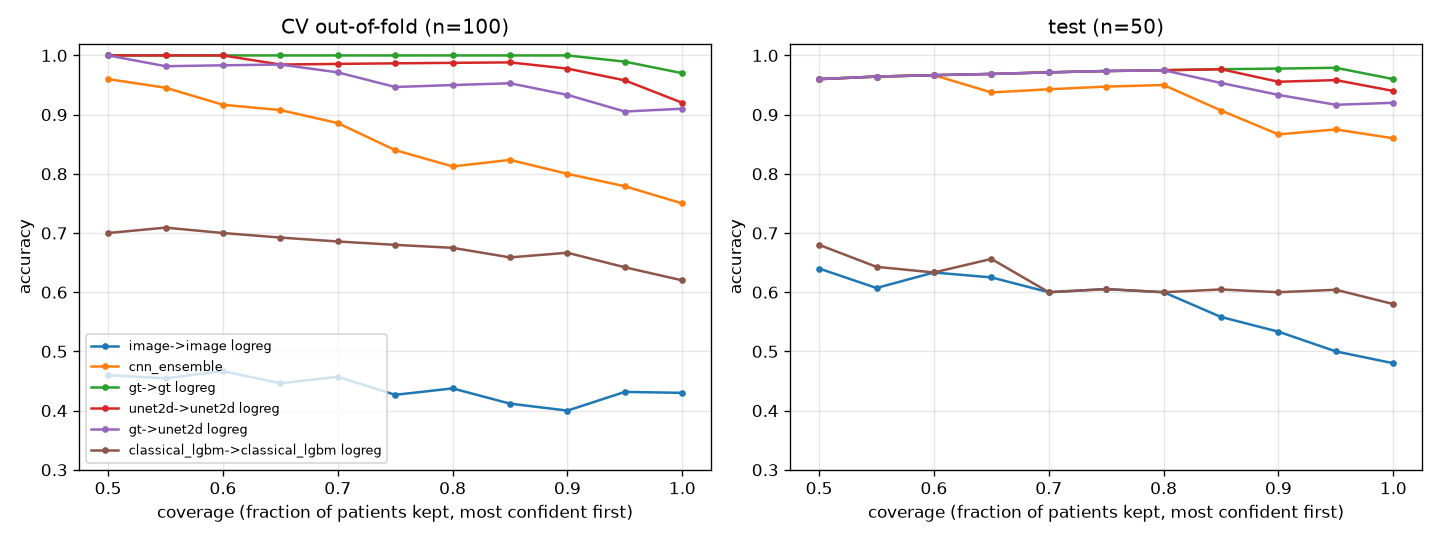 CV out-of-fold (n=100)
accuracy
1.0
0.9
0.8
0.7
0.6
0.5
0.4
0.3
image->image logreg
cnn_ensemble
gt->gt logreg
unet2d->unet2d logreg
gt->unet2d logreg
classical_lgbm->classical_lgbm logreg
0.5 0.6 0.7 0.8 0.9 1.0
coverage (fraction of patients kept, most confident first)
test (n=50)
accuracy
1.0
0.9
0.8
0.7
0.6
0.5
0.4
0.3
0.5 0.6 0.7 0.8 0.9 1.0
coverage (fraction of patients kept, most confident first)